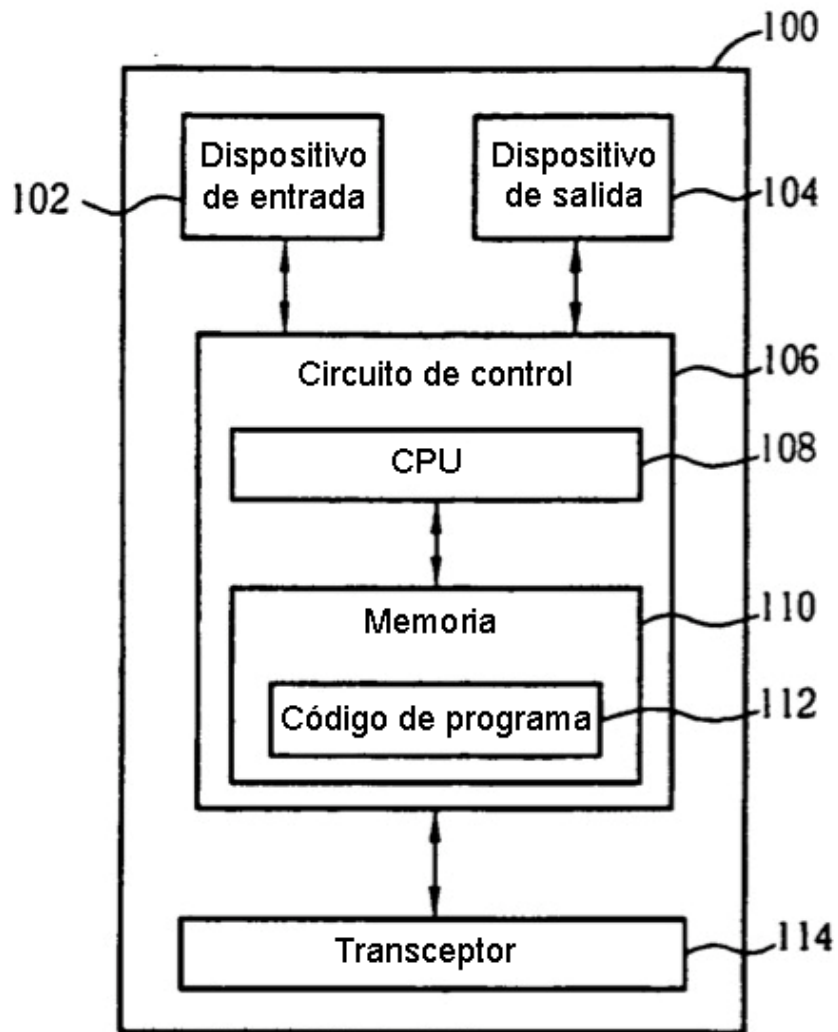 100
Dispositivo
de entrada
Dispositivo
de salida
102
104
Circuito de control
106
CPU
108
Memoria
110
Código de programa
112
Transceptor
114